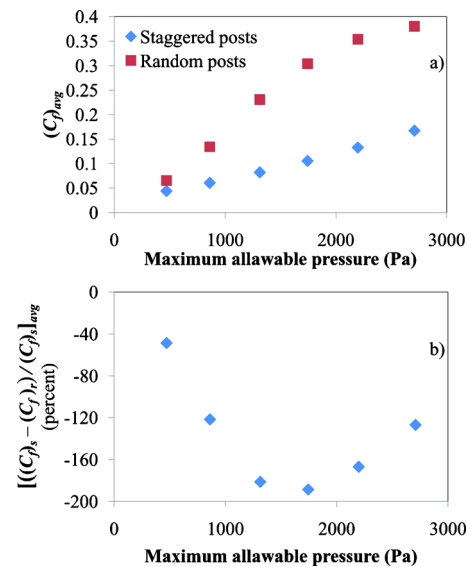 0.4
0.35
0.3
0.25
0.2
0.15
0.1
0.05
0
(Cf)avg
Staggered posts
Random posts
a)
0 1000 2000 3000
Maximum allawable pressure (Pa)
0
-40
-80
-120
-160
-200
[((Cf)s − (Cf )r) / (Cf)s]avg
(percent)
b)
0 1000 2000 3000
Maximum allawable pressure (Pa)